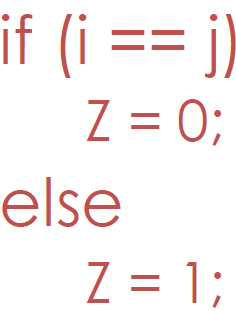 if (i == j)
Z = 0;
else
Z = 1;